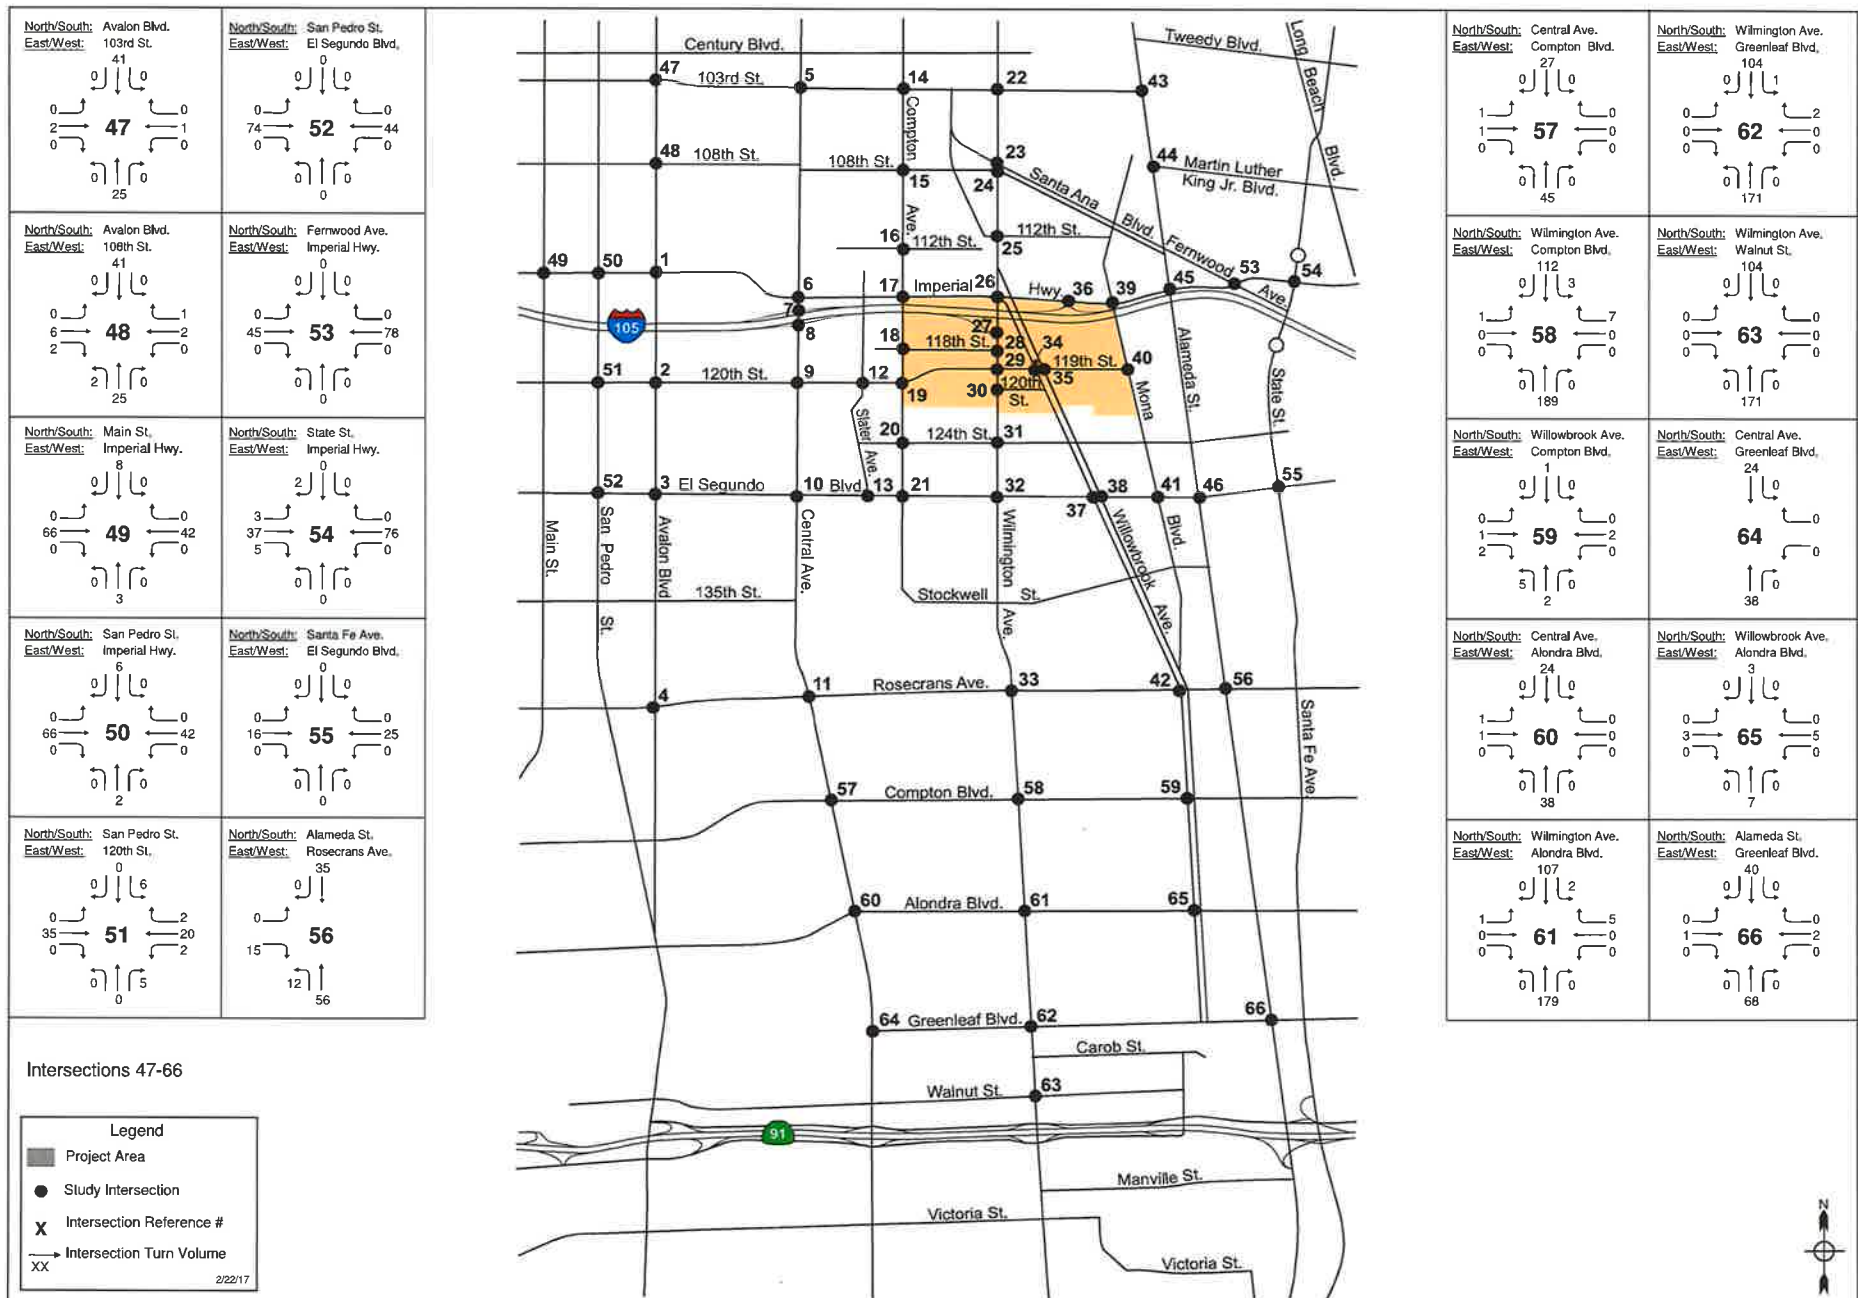 North/South: Avalon Blvd.
East/West: 103rd St.
41
0 0
0 0
2 47 1
0 0
0 0
25
North/South: San Pedro St.
East/West: El Segundo Blvd.
0
0 0
0 0
74 52 44
0 0
0 0
0
North/South: Avalon Blvd.
East/West: 108th St.
41
0 0
0 1
6 48 2
2 0
2 0
25
North/South: Fernwood Ave.
East/West: Imperial Hwy.
0
0 0
0 0
45 53 78
0 0
0 0
0
North/South: Main St.
East/West: Imperial Hwy.
8
0 0
0 0
66 49 42
0 0
0 0
3
North/South: State St.
East/West: Imperial Hwy.
0
2 0
3 0
37 54 76
5 0
0 0
0
North/South: San Pedro St.
East/West: Imperial Hwy.
6
0 0
0 0
66 50 42
0 0
0 0
2
North/South: Santa Fe Ave.
East/West: El Segundo Blvd.
0
0 0
0 0
16 55 25
0 0
0 0
0
North/South: San Pedro St.
East/West: 120th St.
0
0 6
0 2
35 51 20
0 2
0 5
0
North/South: Alameda St.
East/West: Rosecrans Ave.
35
0
0
56
15
12
56
Intersections 47-66
Legend
Project Area
Study Intersection
X Intersection Reference #
Intersection Turn Volume
XX
2/22/17
Century Blvd.
Tweedy Blvd.
Long Beach Blvd.
47 103rd St. 5 14 22 43
Compton Ave.
48 108th St. 108th St. 15 23 24 44
Martin Luther
King Jr. Blvd.
Santa Ana Blvd.
16 112th St. 25 112th St.
Fernwood Ave.
49 50 1 6 17 Imperial 26 Hwy. 36 39 45 53 54
7
105
8
27
18 118th St. 28 34
29 119th St. 40
51 2 120th St. 9 12 19 30 120th St. 35
Mona Blvd.
Alameda St.
State St.
Slater Ave.
20 124th St. 31
52 3 El Segundo Blvd. 10 13 21 32 37 38 41 46 55
Main St.
San Pedro St.
Avalon Blvd
Central Ave.
Wilmington Ave.
Willowbrook Ave.
135th St.
Stockwell St.
4 11 Rosecrans Ave. 33 42 56
Santa Fe Ave.
57 Compton Blvd. 58 59
60 Alondra Blvd. 61 65
64 Greenleaf Blvd. 62 66
Carob St.
Walnut St. 63
91
Manville St.
Victoria St.
Victoria St.
North/South: Central Ave.
East/West: Compton Blvd.
27
0 0
1 0
1 57 0
0 0
0 0
45
North/South: Wilmington Ave.
East/West: Greenleaf Blvd.
104
0 1
0 2
0 62 0
0 0
0 0
171
North/South: Wilmington Ave.
East/West: Compton Blvd.
112
0 3
1 7
0 58 0
0 0
0 0
189
North/South: Wilmington Ave.
East/West: Walnut St.
104
0 0
0 0
0 63 0
0 0
0 0
171
North/South: Willowbrook Ave.
East/West: Compton Blvd.
1
0 0
0 0
1 59 2
2 0
5 0
2
North/South: Central Ave.
East/West: Greenleaf Blvd.
24
0
0
64
0
0
38
North/South: Central Ave.
East/West: Alondra Blvd.
24
0 0
1 0
1 60 0
0 0
0 0
38
North/South: Willowbrook Ave.
East/West: Alondra Blvd.
3
0 0
0 0
3 65 5
0 0
0 0
7
North/South: Wilmington Ave.
East/West: Alondra Blvd.
107
0 2
1 5
0 61 0
0 0
0 0
179
North/South: Alameda St.
East/West: Greenleaf Blvd.
40
0 0
0 0
1 66 2
0 0
0 0
68
N